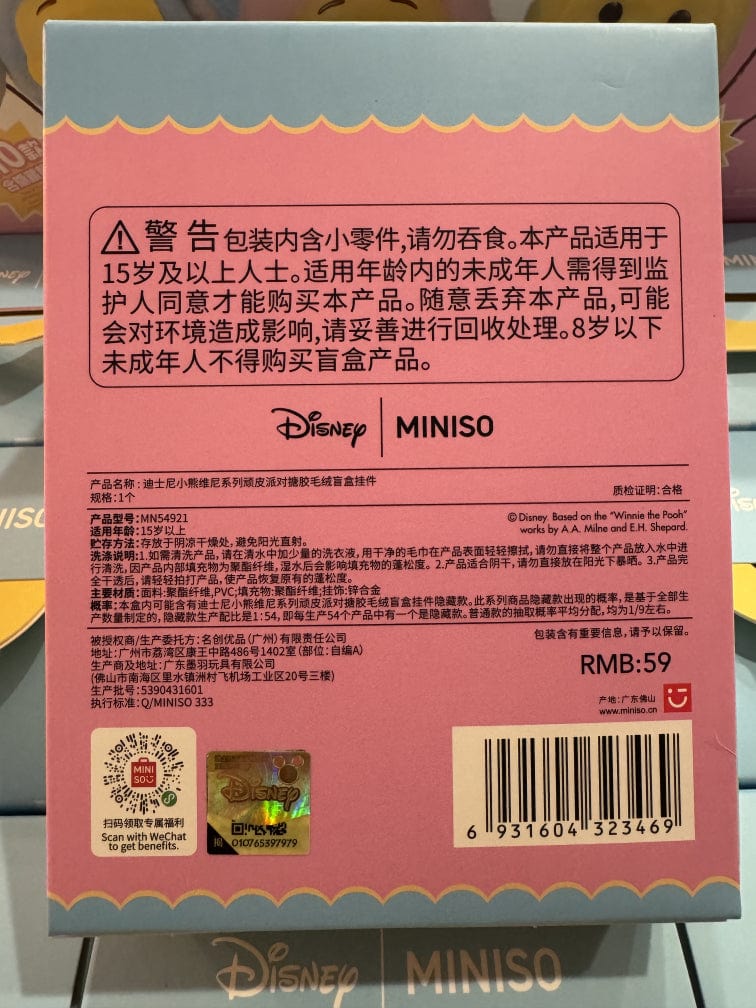 警告 包装内含小零件,请勿吞食。本产品适用于
15岁及以上人士。适用年龄内的未成年人需得到监
护人同意才能购买本产品。随意丢弃本产品,可能
会对环境造成影响,请妥善进行回收处理。8岁以下
未成年人不得购买盲盒产品。
Disney | MINISO
产品名称:迪士尼小熊维尼系列顽皮派对搪胶毛绒盲盒挂件
规格:1个
质检证明:合格
产品型号:MN54921
适用年龄:15岁以上
贮存方法:存放于阴凉干燥处,避免阳光直射。
©Disney. Based on the "Winnie the Pooh"
works by A.A. Milne and E.H. Shepard.
洗涤说明:1.如需清洗产品,请在清水中加少量的洗衣液,用干净的毛巾在产品表面轻轻擦拭,请勿直接将整个产品放入水中进
行清洗,因产品内部填充物为聚酯纤维,湿水后会影响填充物的蓬松度。2.产品适合阴干,请勿直接放在阳光下暴晒。3.产品完
全干透后,请轻轻拍打产品,使产品恢复原有的蓬松度。
主要材质:面料:聚酯纤维,PVC;填充物:聚酯纤维;挂饰:锌合金
概率:本盒内可能含有迪士尼小熊维尼系列顽皮派对搪胶毛绒盲盒挂件隐藏款。此系列商品隐藏款出现的概率,是基于全部生
产数量制定的,隐藏款生产配比是1:54,即每生产54个产品中有一个是隐藏款。普通款的抽取概率平均分配,均为1/9左右。
被授权商/生产委托方:名创优品(广州)有限责任公司
地址:广州市荔湾区康王中路486号1402室(部位:自编A)
生产商及地址:广东墨羽玩具有限公司
(佛山市南海区里水镇洲村飞机场工业区20号三楼)
生产批号:5390431601
执行标准:Q/MINISO 333
包装含有重要信息,请予以保留。
RMB:59
产地:广东佛山
www.miniso.cn
MINI
SO
扫码领取专属福利
Scan with WeChat
to get benefits.
Disney
010765397979
6 931604 323469
Disney | MINISO